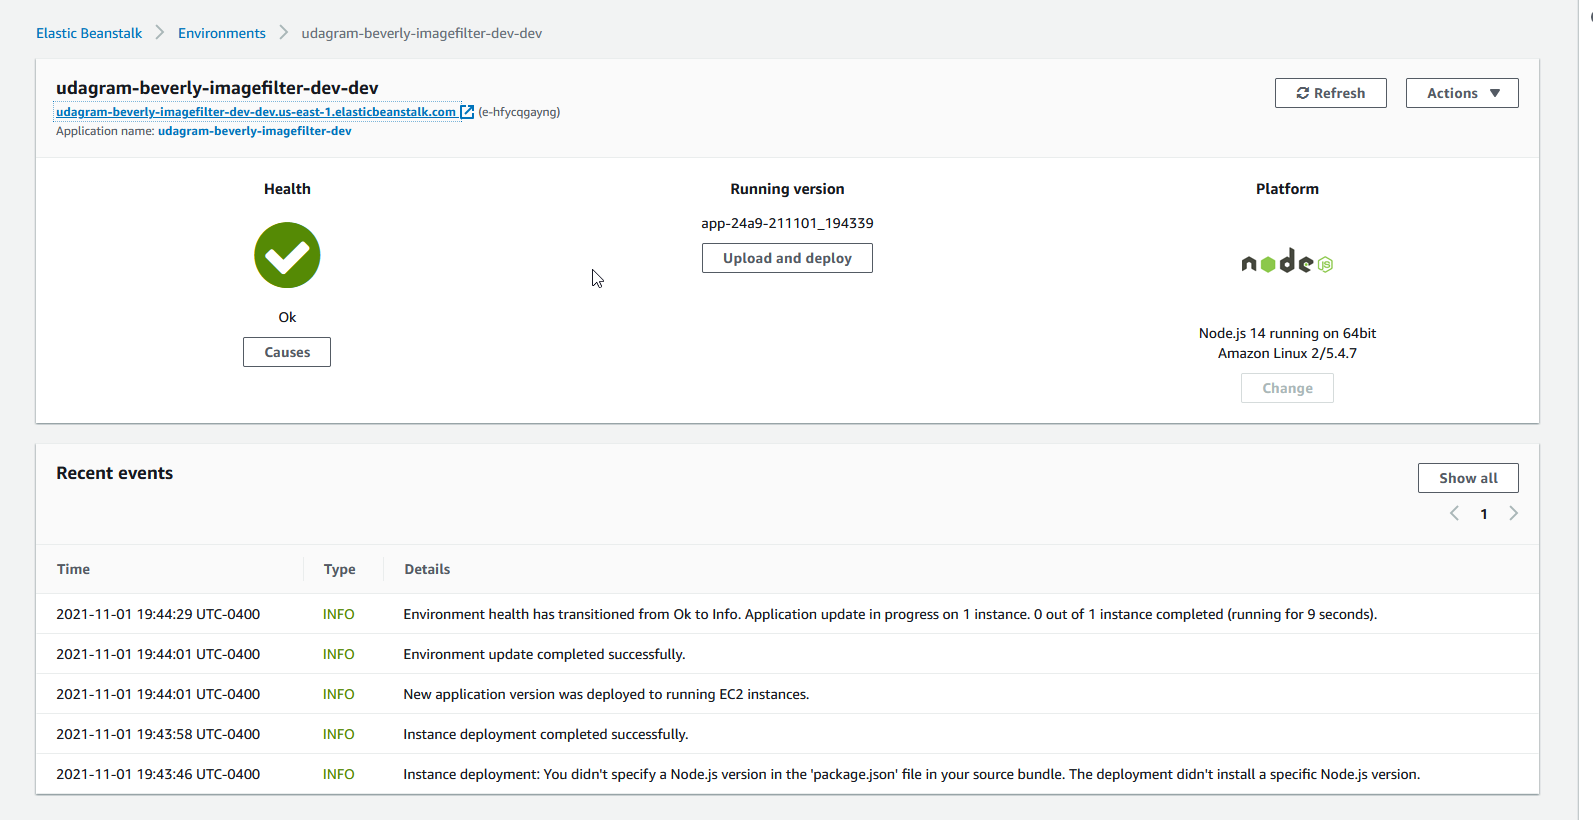 Elastic Beanstalk > Environments > udagram-beverly-imagefilter-dev-dev
udagram-beverly-imagefilter-dev-dev
udagram-beverly-imagefilter-dev-dev.us-east-1.elasticbeanstalk.com (e-hfycqgayng)
Application name: udagram-beverly-imagefilter-dev
Refresh
Actions
Health
Ok
Causes
Running version
app-24a9-211101_194339
Upload and deploy
Platform
node JS
Node.js 14 running on 64bit
Amazon Linux 2/5.4.7
Change
Recent events
Show all
1
Time Type Details
2021-11-01 19:44:29 UTC-0400 INFO Environment health has transitioned from Ok to Info. Application update in progress on 1 instance. 0 out of 1 instance completed (running for 9 seconds).
2021-11-01 19:44:01 UTC-0400 INFO Environment update completed successfully.
2021-11-01 19:44:01 UTC-0400 INFO New application version was deployed to running EC2 instances.
2021-11-01 19:43:58 UTC-0400 INFO Instance deployment completed successfully.
2021-11-01 19:43:46 UTC-0400 INFO Instance deployment: You didn't specify a Node.js version in the 'package.json' file in your source bundle. The deployment didn't install a specific Node.js version.